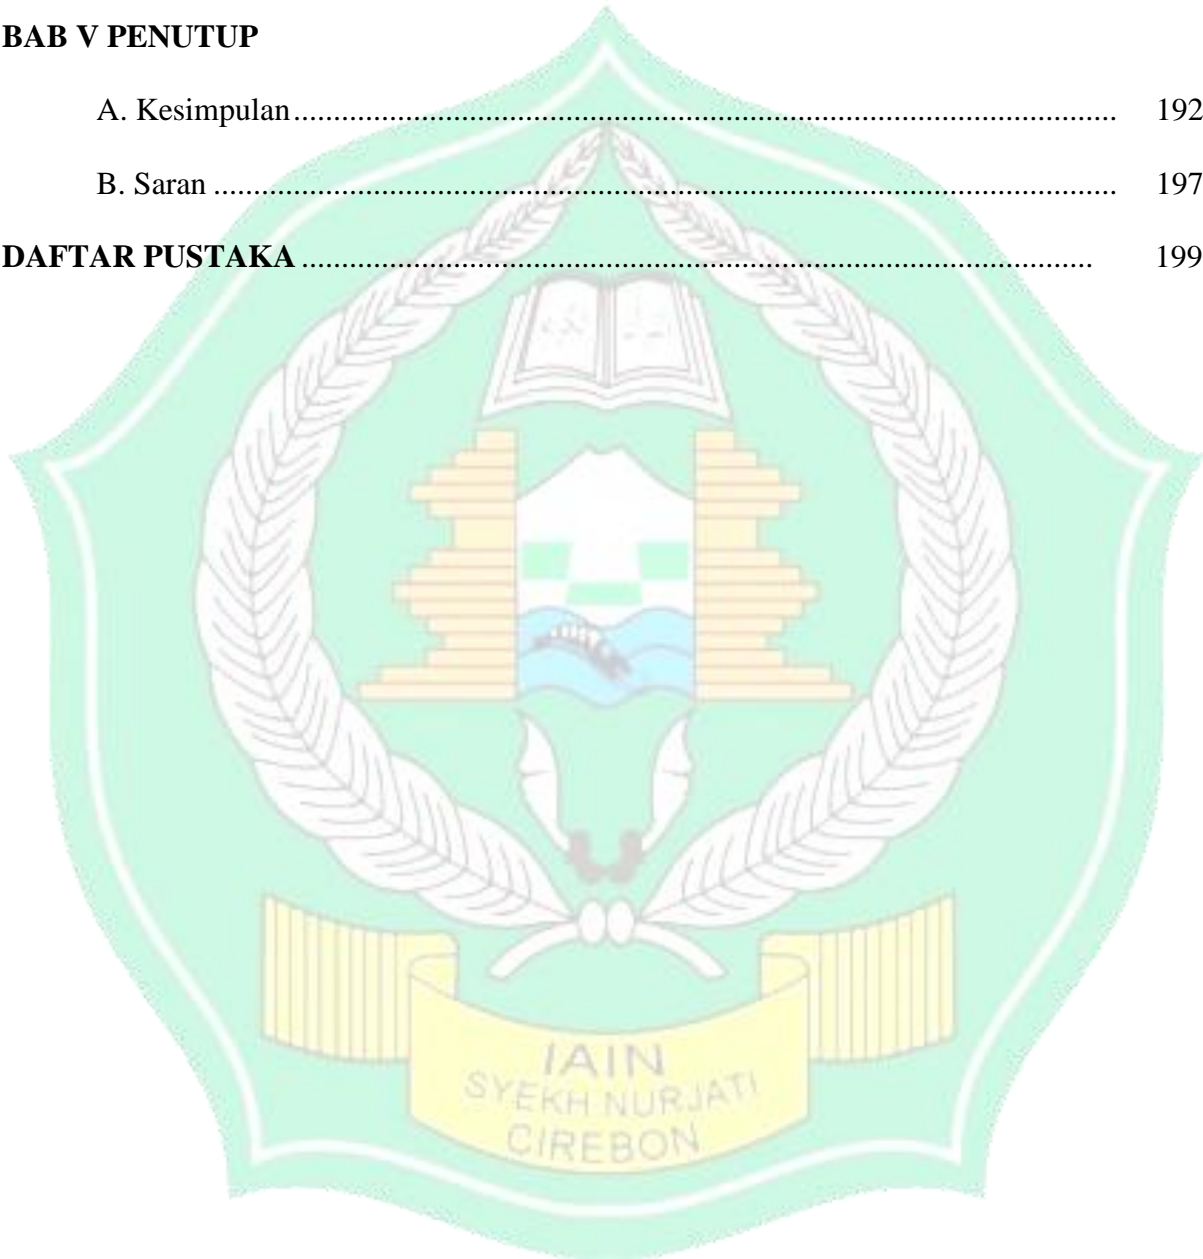 BAB V PENUTUP
A. Kesimpulan........................................................................................................ 192
B. Saran .................................................................................................................. 197
DAFTAR PUSTAKA.................................................................................................... 199
IAIN
SYEKH NURJATI
CIREBON